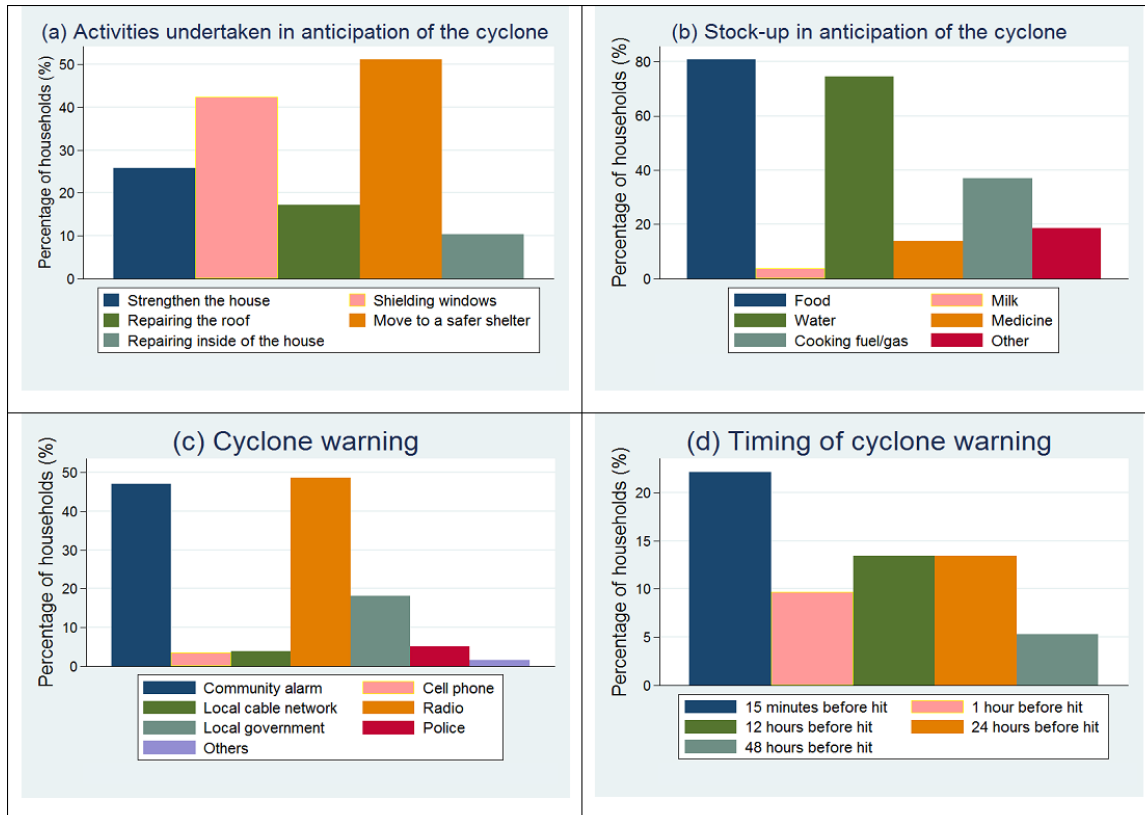 (a) Activities undertaken in anticipation of the cyclone
Percentage of households (%)
50
40
30
20
10
0
Strengthen the house
Shielding windows
Repairing the roof
Move to a safer shelter
Repairing inside of the house
(b) Stock-up in anticipation of the cyclone
Percentage of households (%)
80
60
40
20
0
Food
Milk
Water
Medicine
Cooking fuel/gas
Other
(c) Cyclone warning
Percentage of households (%)
50
40
30
20
10
0
Community alarm
Cell phone
Local cable network
Radio
Local government
Police
Others
(d) Timing of cyclone warning
Percentage of households (%)
20
15
10
5
0
15 minutes before hit
1 hour before hit
12 hours before hit
24 hours before hit
48 hours before hit